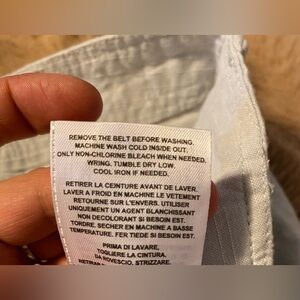 REMOVE THE BELT BEFORE WASHING.
MACHINE WASH COLD INSIDE OUT.
ONLY NON-CHLORINE BLEACH WHEN NEEDED.
WRING. TUMBLE DRY LOW.
COOL IRON IF NEEDED.
RETIRER LA CEINTURE AVANT DE LAVER.
LAVER A FROID EN MACHINE LE VETEMENT
RETOURNE SUR L'ENVERS. UTILISER
UNIQUEMENT UN AGENT BLANCHISSANT
NON DECOLORANT SI BESOIN EST.
TORDRE. SECHER EN MACHINE A BASSE
TEMPERATURE. FER TIEDE SI BESOIN EST.
PRIMA DI LAVARE,
TOGLIERE LA CINTURA.
DA ROVESCIO, STRIZZARE.